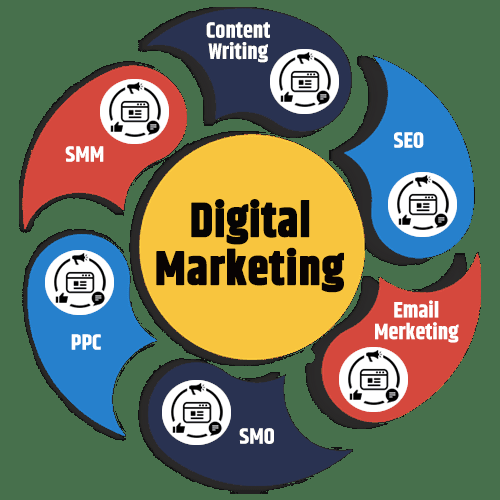 Content
Writing
SEO
Email
Merketing
SMO
PPC
SMM
Digital
Marketing